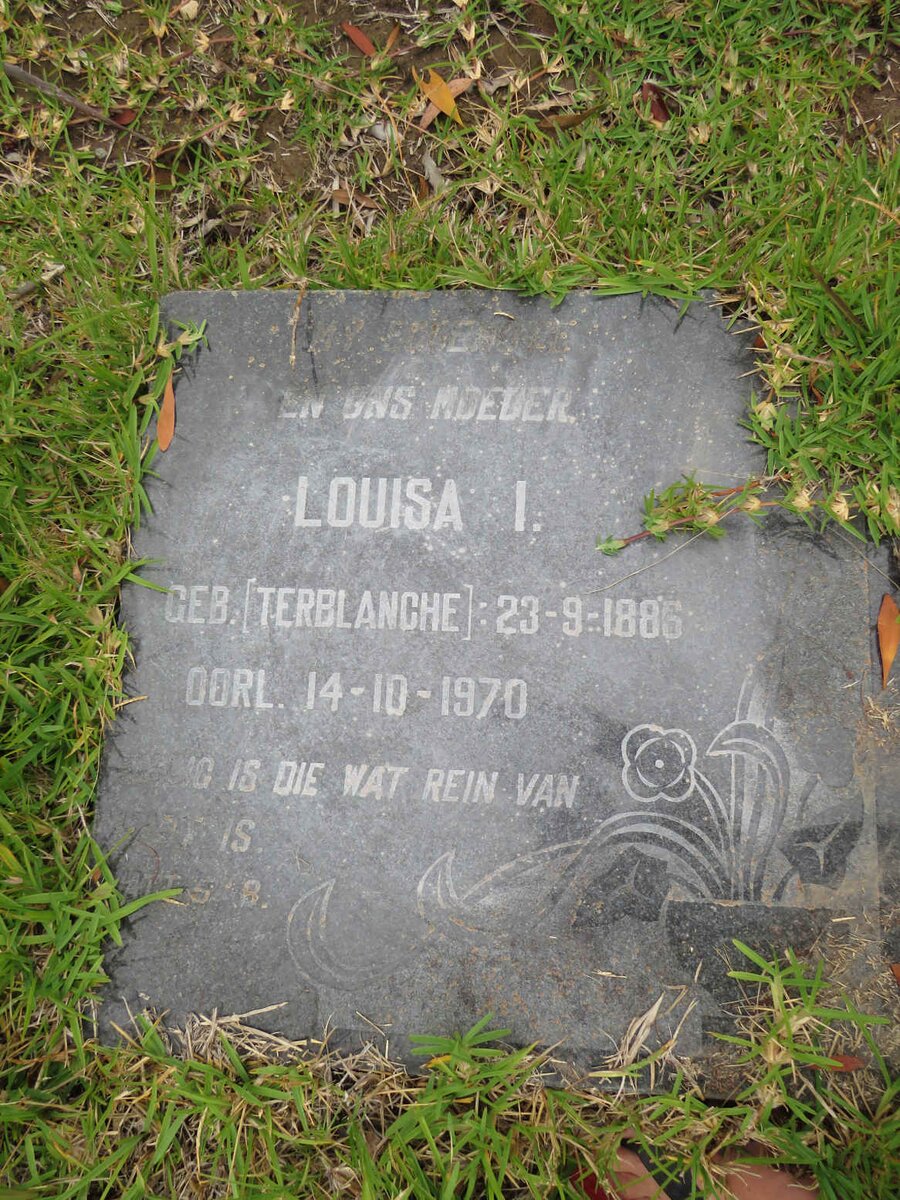 EN ONS MOEDER.
LOUISA I.
GEB. [TERBLANCHE]: 23-9-1886
OORL. 14-10-1970
IS DIE WAT REIN VAN
IS.